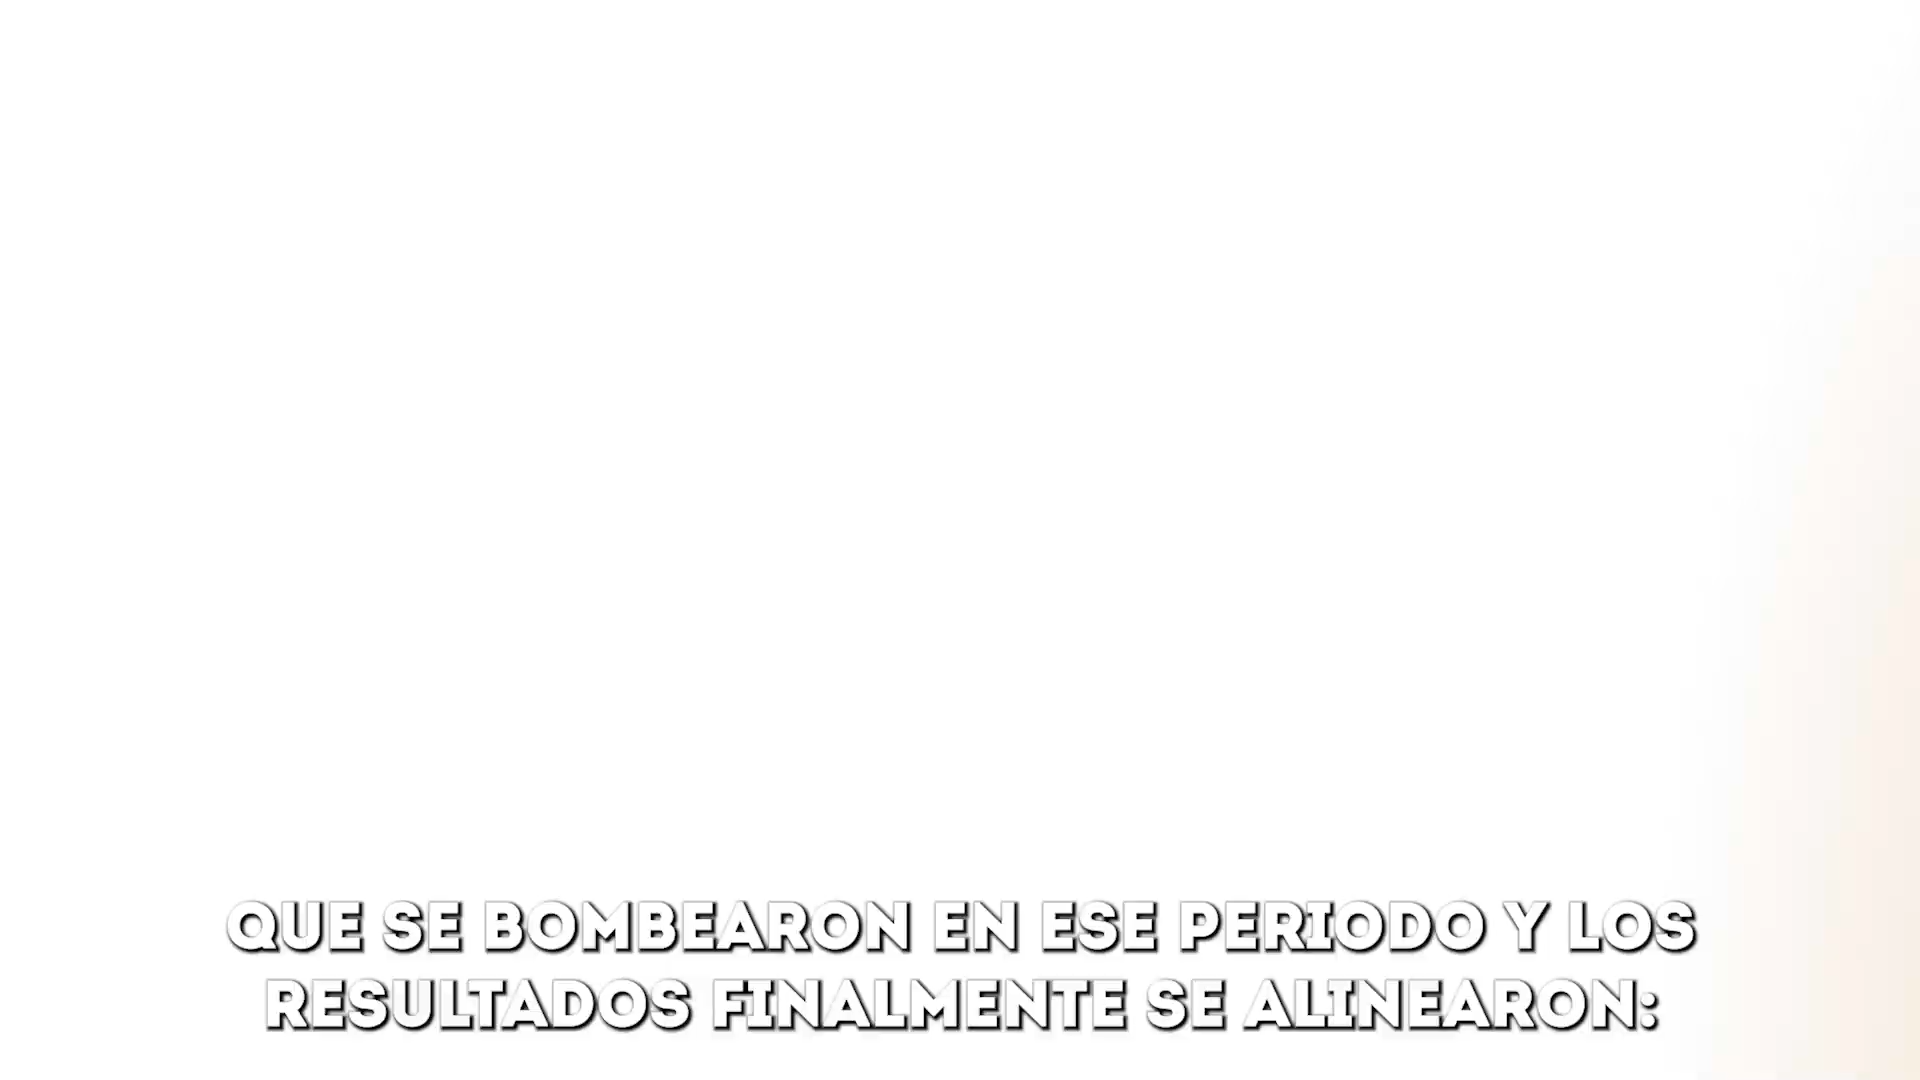 QUE SE BOMBEARON EN ESE PERIODO Y LOS
RESULTADOS FINALMENTE SE ALINEARON: